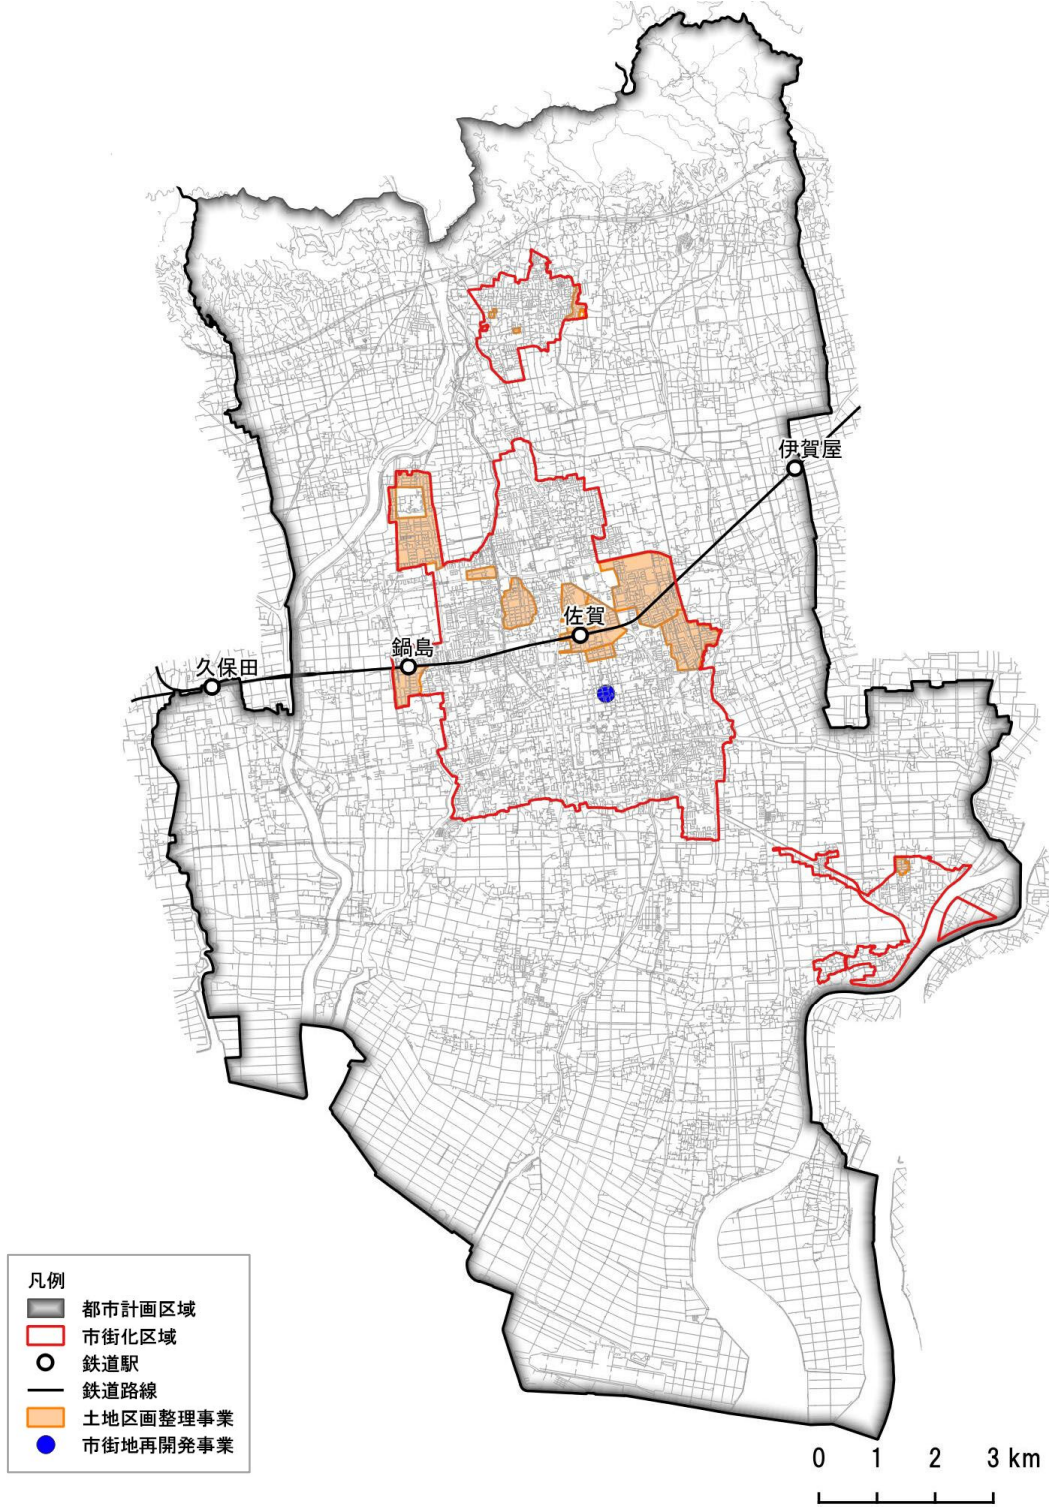 伊賀屋
佐賀
鍋島
久保田
凡例
都市計画区域
市街化区域
鉄道駅
鉄道路線
土地区画整理事業
市街地再開発事業
0 1 2 3 km